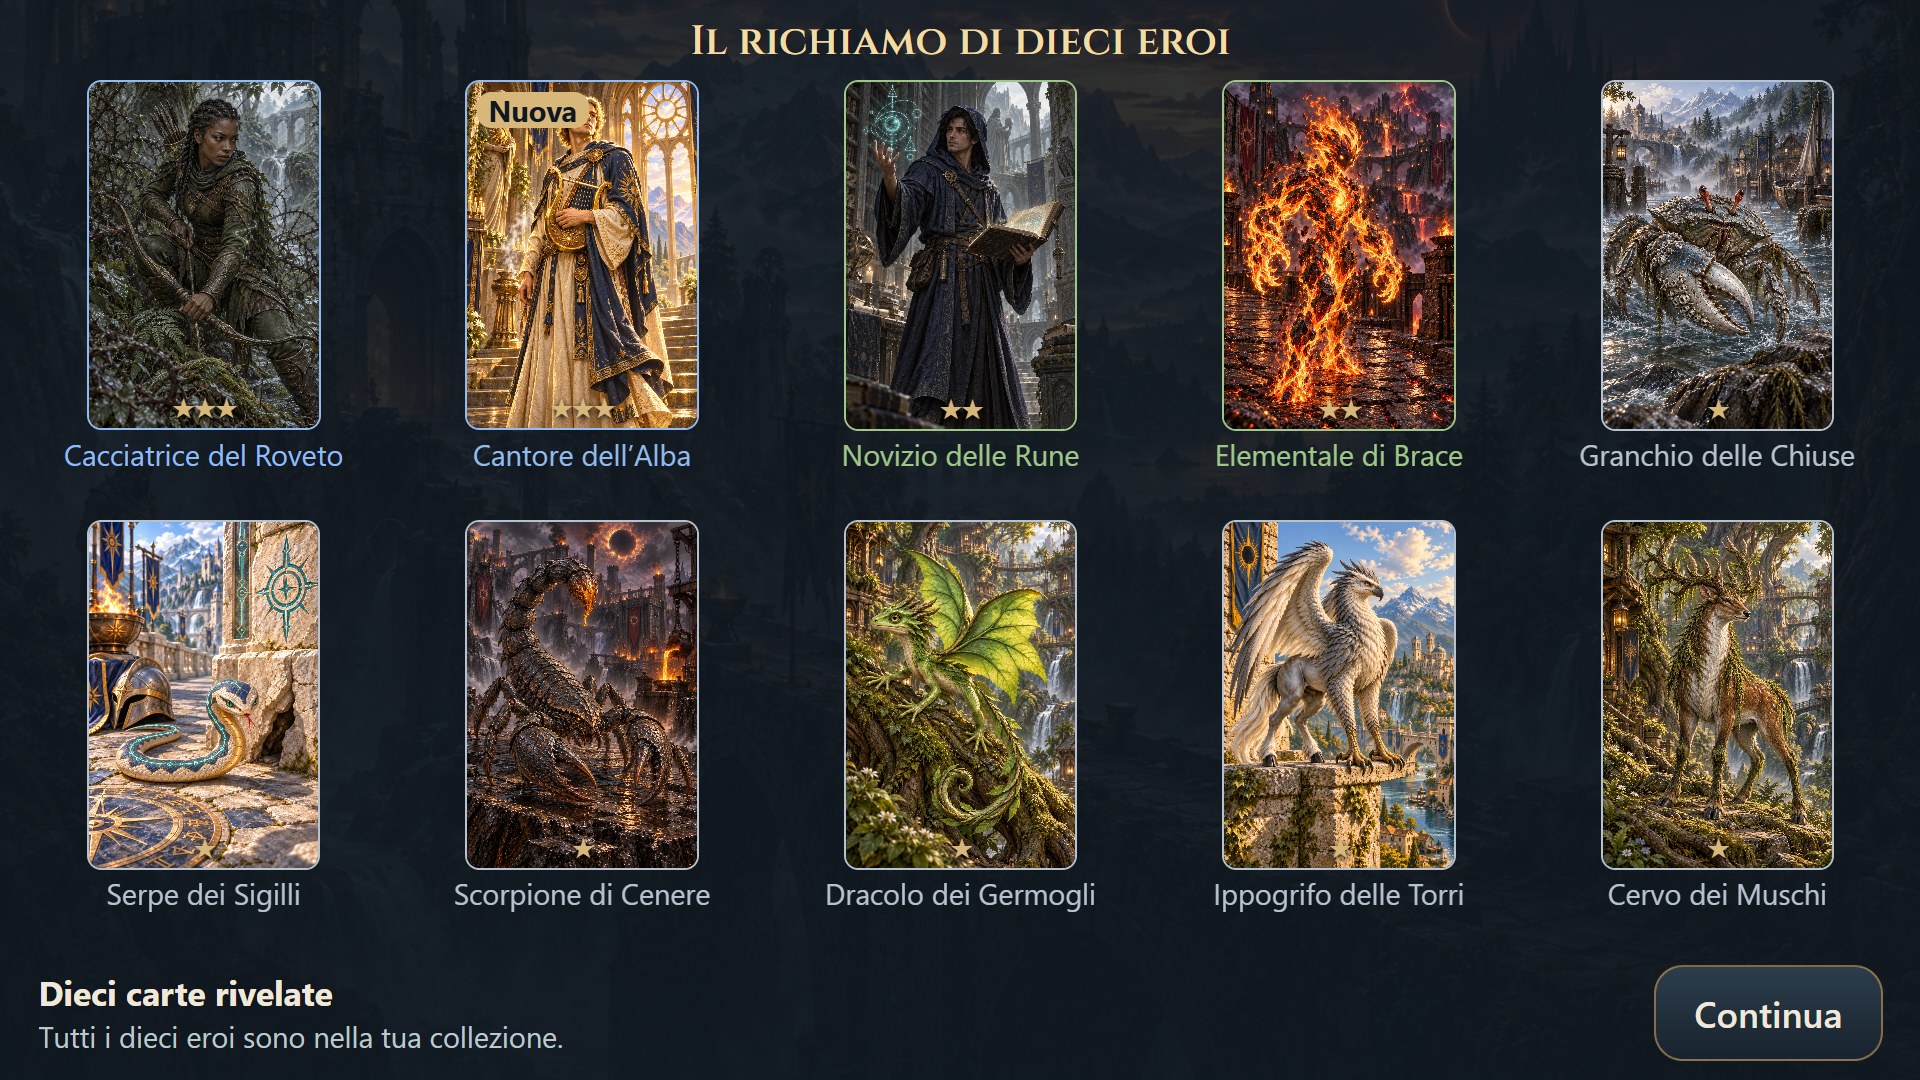 Il richiamo di dieci eroi
Nuova
Cacciatrice del Roveto
Cantore dell’Alba
Novizio delle Rune
Elementale di Brace
Granchio delle Chiuse
Serpe dei Sigilli
Scorpione di Cenere
Dracolo dei Germogli
Ippogrifo delle Torri
Cervo dei Muschi
Dieci carte rivelate
Tutti i dieci eroi sono nella tua collezione.
Continua